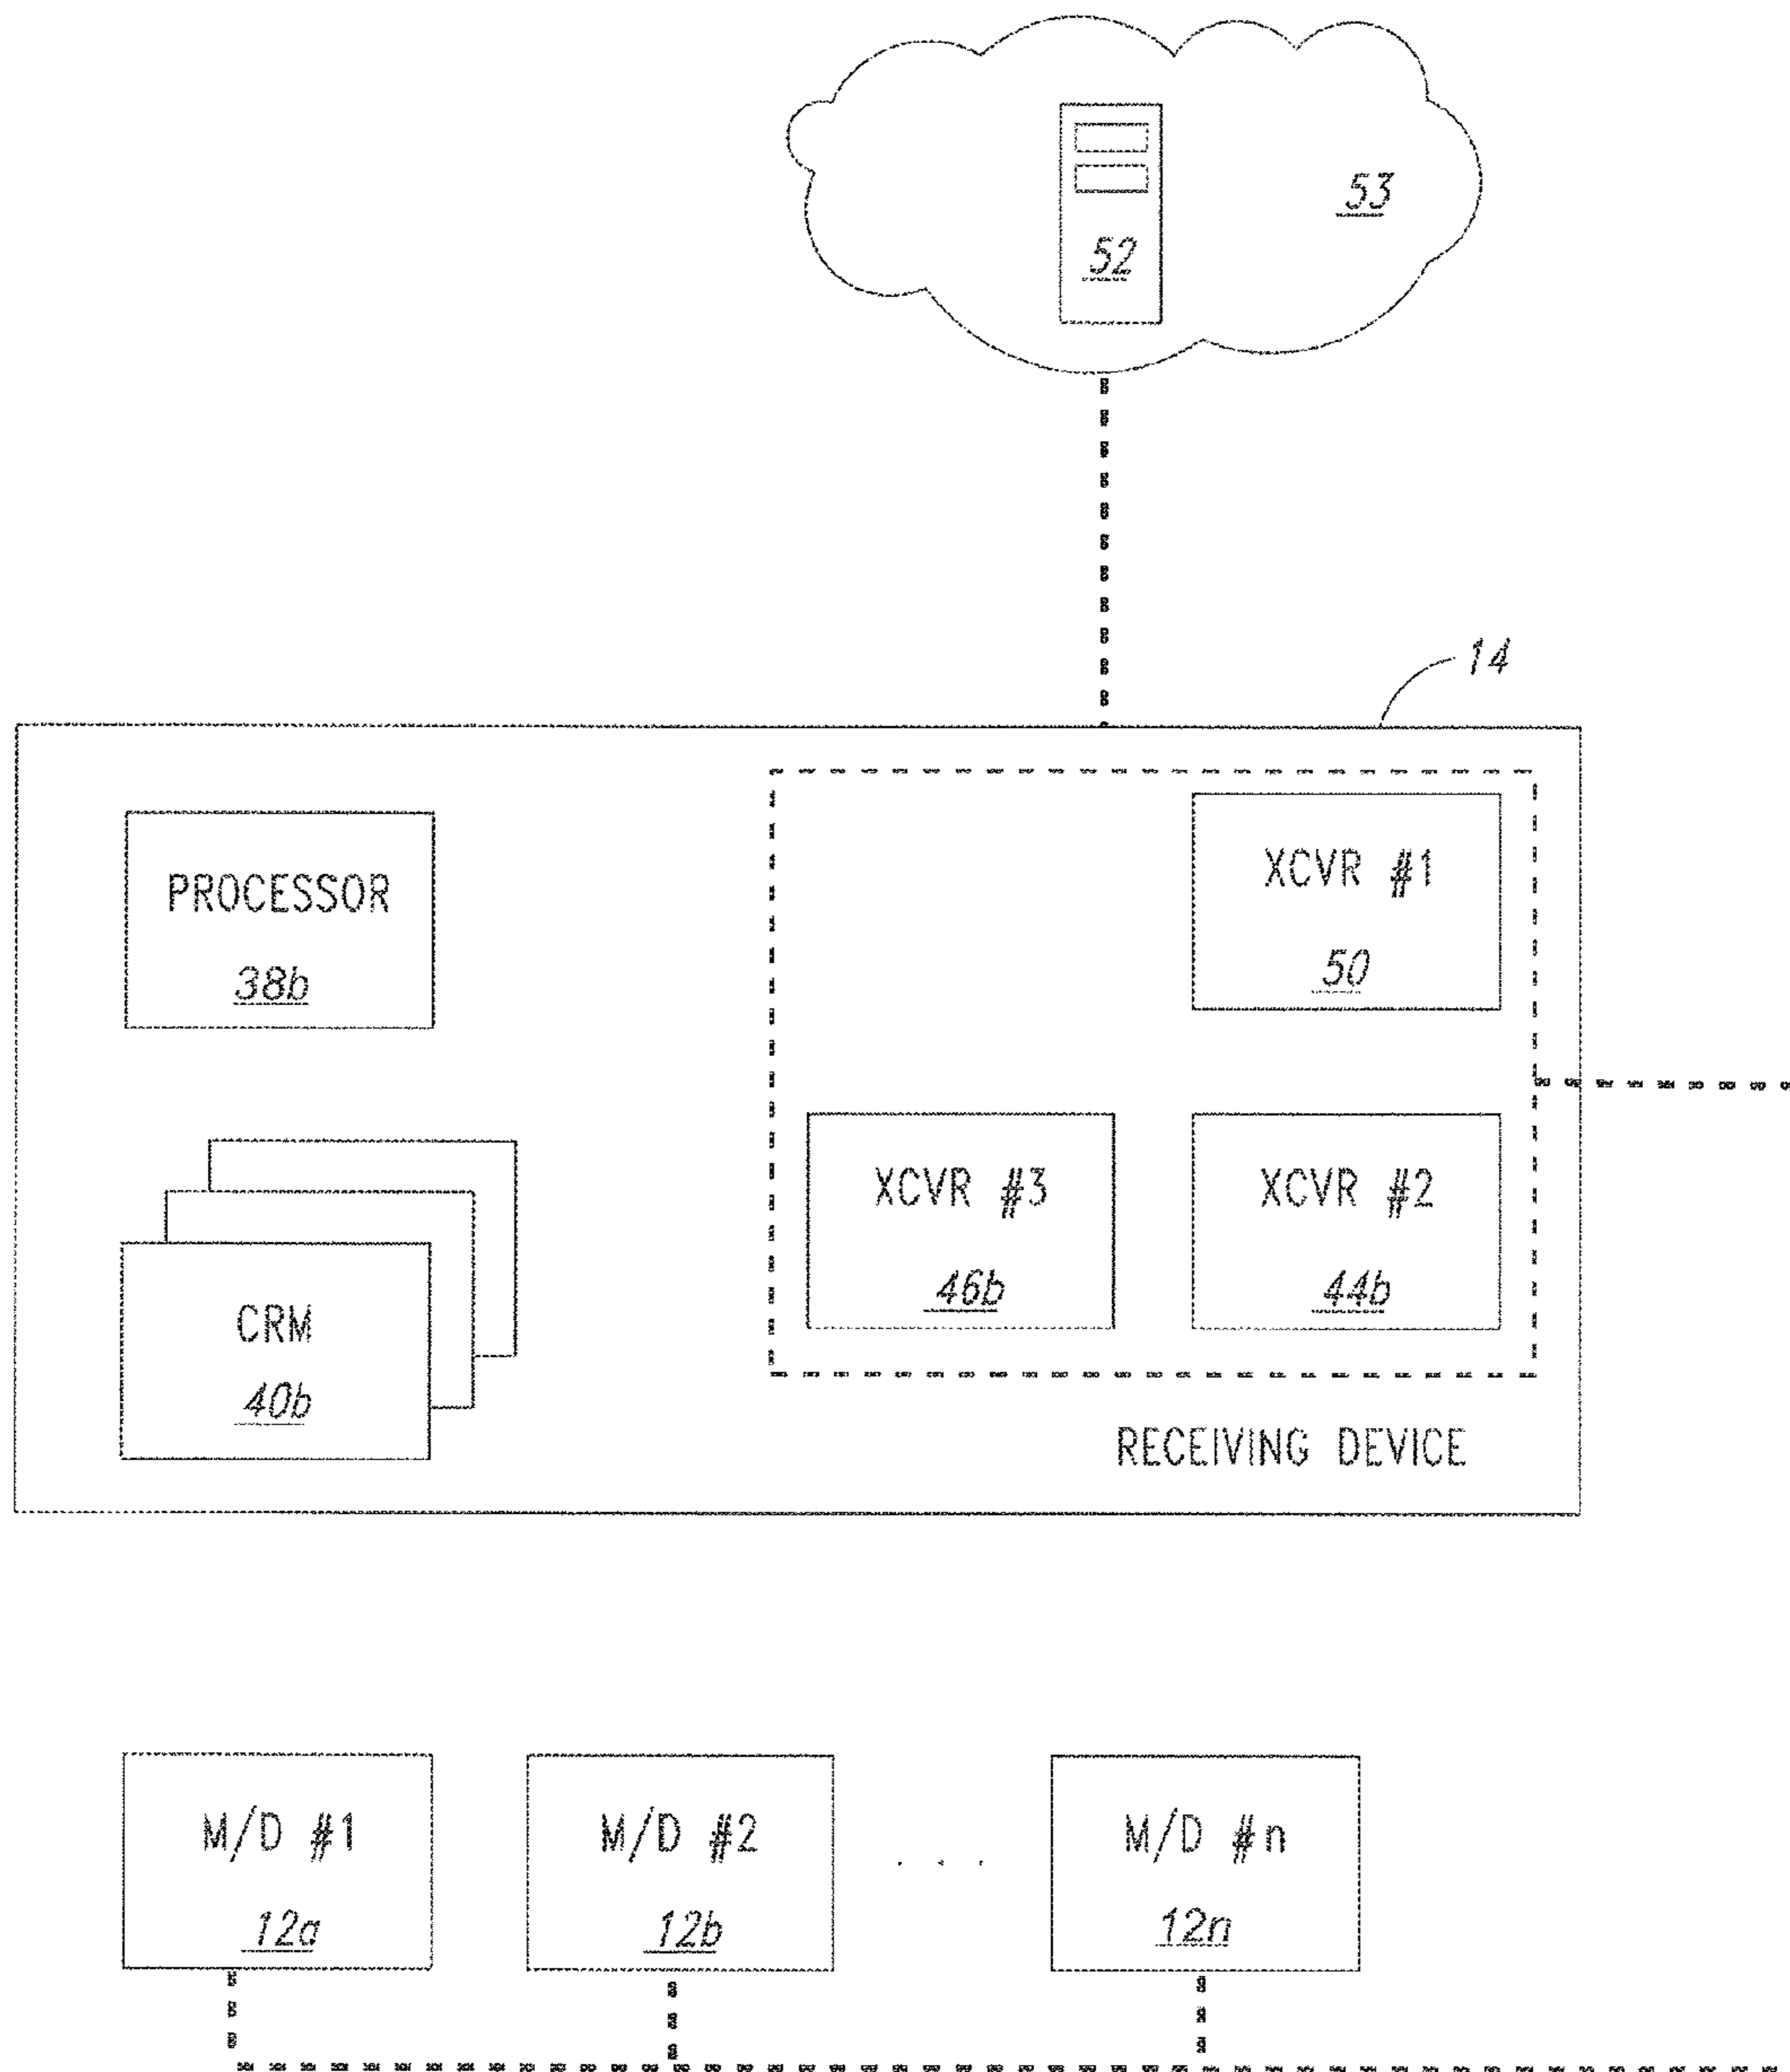 53
52
14
PROCESSOR
38b
XCVR #1
50
XCVR #3
46b
XCVR #2
44b
CRM
40b
RECEIVING DEVICE
M/D #1
12a
M/D #2
12b
. . .
M/D #n
12n